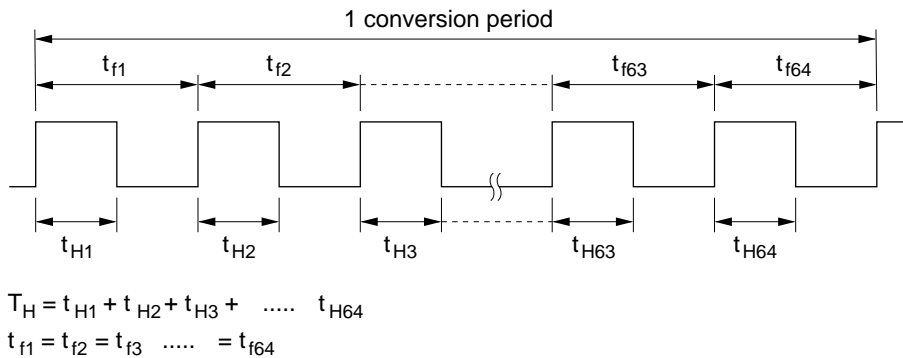 1 conversion period
tf1 tf2 tf63 tf64
tH1 tH2 tH3 tH63 tH64
TH = tH1 + tH2 + tH3 + ..... tH64
tf1 = tf2 = tf3 ..... = tf64